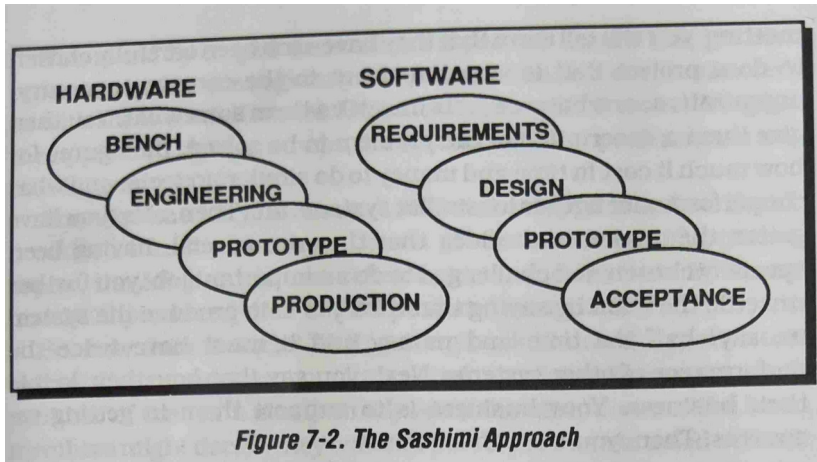 HARDWARE
BENCH
ENGINEERING
PROTOTYPE
PRODUCTION
SOFTWARE
REQUIREMENTS
DESIGN
PROTOTYPE
ACCEPTANCE
Figure 7-2. The Sashimi Approach